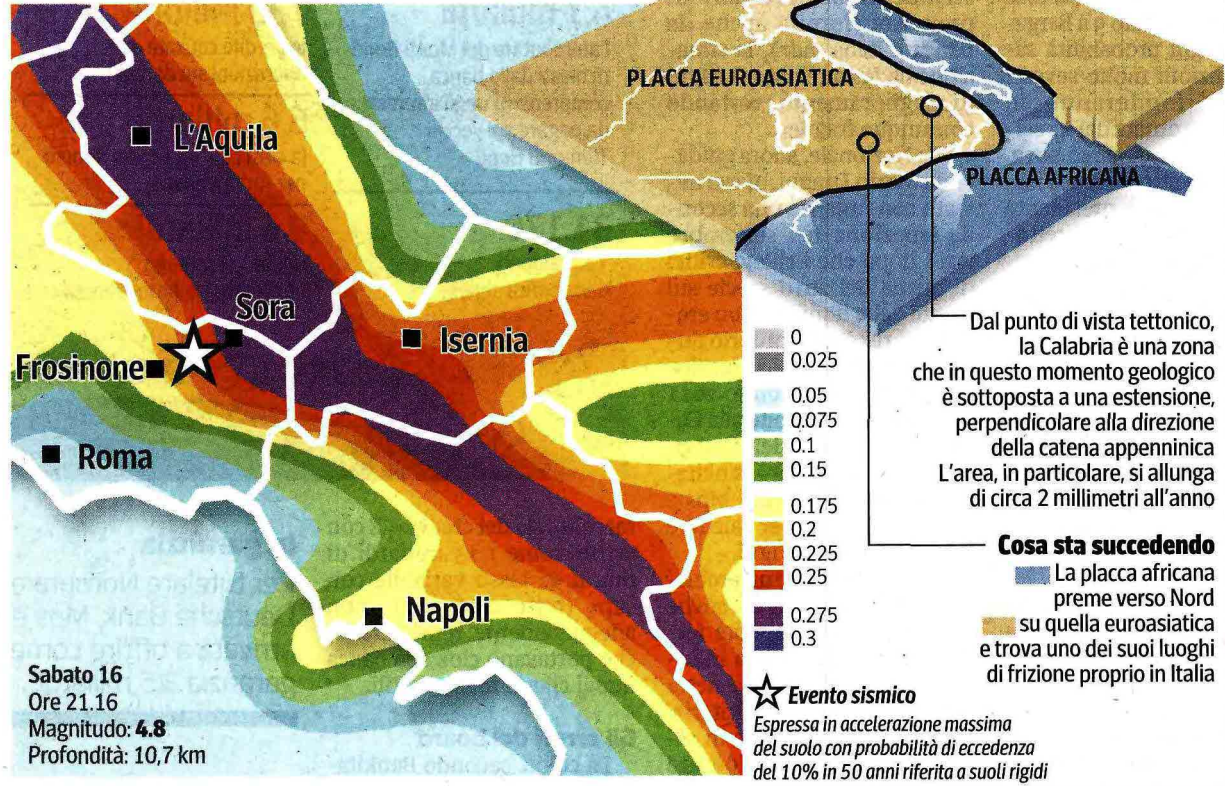 L'Aquila
Sora
Isernia
Frosinone
Roma
Napoli
Sabato 16
Ore 21.16
Magnitudo: 4.8
Profondità: 10,7 km
PLACCA EUROASIATICA
PLACCA AFRICANA
0
0.025
0.05
0.075
0.1
0.15
0.175
0.2
0.225
0.25
0.275
0.3
Dal punto di vista tettonico,
la Calabria è una zona
che in questo momento geologico
è sottoposta a una estensione,
perpendicolare alla direzione
della catena appenninica
L'area, in particolare, si allunga
di circa 2 millimetri all'anno
Cosa sta succedendo
La placca africana
preme verso Nord
su quella euroasiatica
e trova uno dei suoi luoghi
di frizione proprio in Italia
Evento sismico
Espressa in accelerazione massima
del suolo con probabilità di eccedenza
del 10% in 50 anni riferita a suoli rigidi